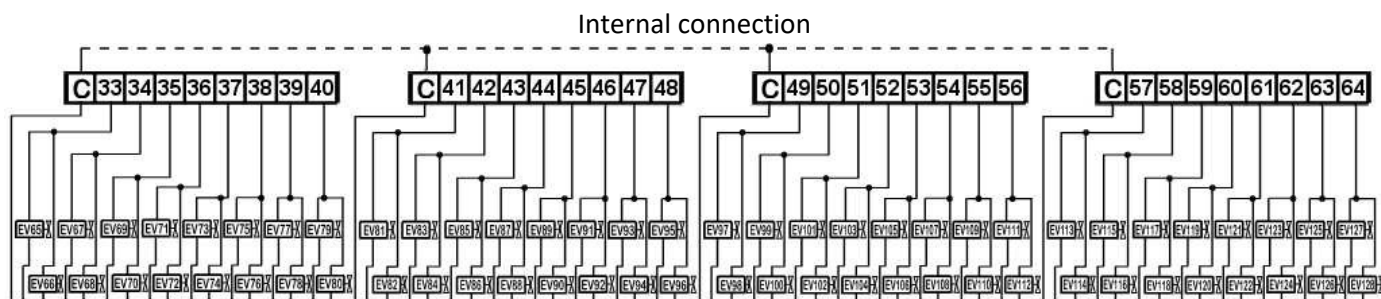 Internal connection
C 33 34 35 36 37 38 39 40 C 41 42 43 44 45 46 47 48 C 49 50 51 52 53 54 55 56 C 57 58 59 60 61 62 63 64
EV65 EV67 EV69 EV71 EV73 EV75 EV77 EV79 EV81 EV83 EV85 EV87 EV89 EV91 EV93 EV95 EV97 EV99 EV101 EV103 EV105 EV107 EV109 EV111 EV113 EV115 EV117 EV119 EV121 EV123 EV125 EV127
EV66 EV68 EV70 EV72 EV74 EV76 EV78 EV80 EV82 EV84 EV86 EV88 EV90 EV92 EV94 EV96 EV98 EV100 EV102 EV104 EV106 EV108 EV110 EV112 EV114 EV116 EV118 EV120 EV122 EV124 EV126 EV128